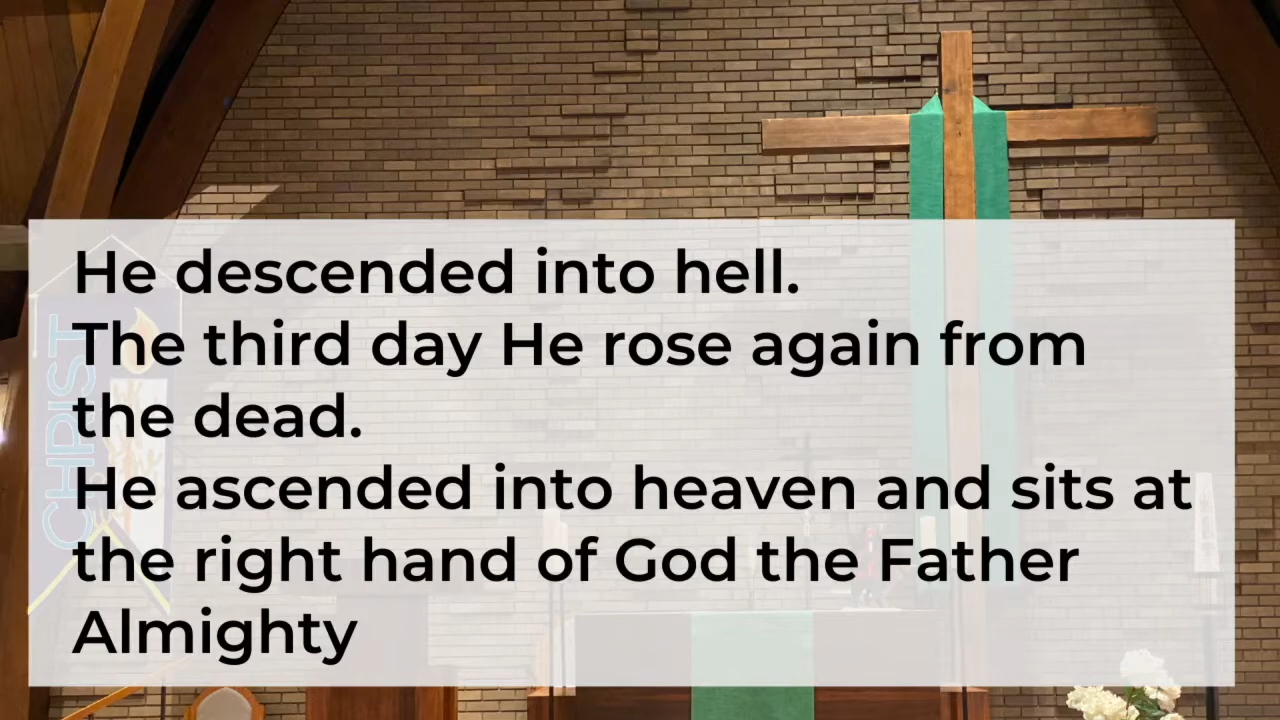 He descended into hell.
The third day He rose again from
the dead.
He ascended into heaven and sits at
the right hand of God the Father
Almighty
CHRIST